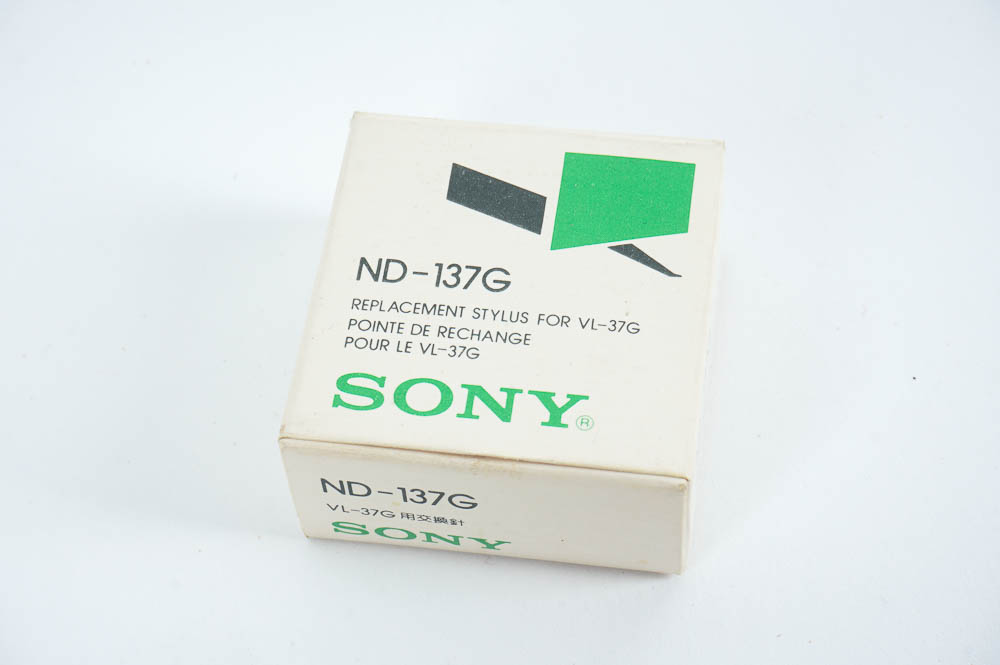 ND-137G
REPLACEMENT STYLUS FOR VL-37G
POINTE DE RECHANGE
POUR LE VL-37G
SONY®
ND-137G
VL-37G 用交換針
SONY